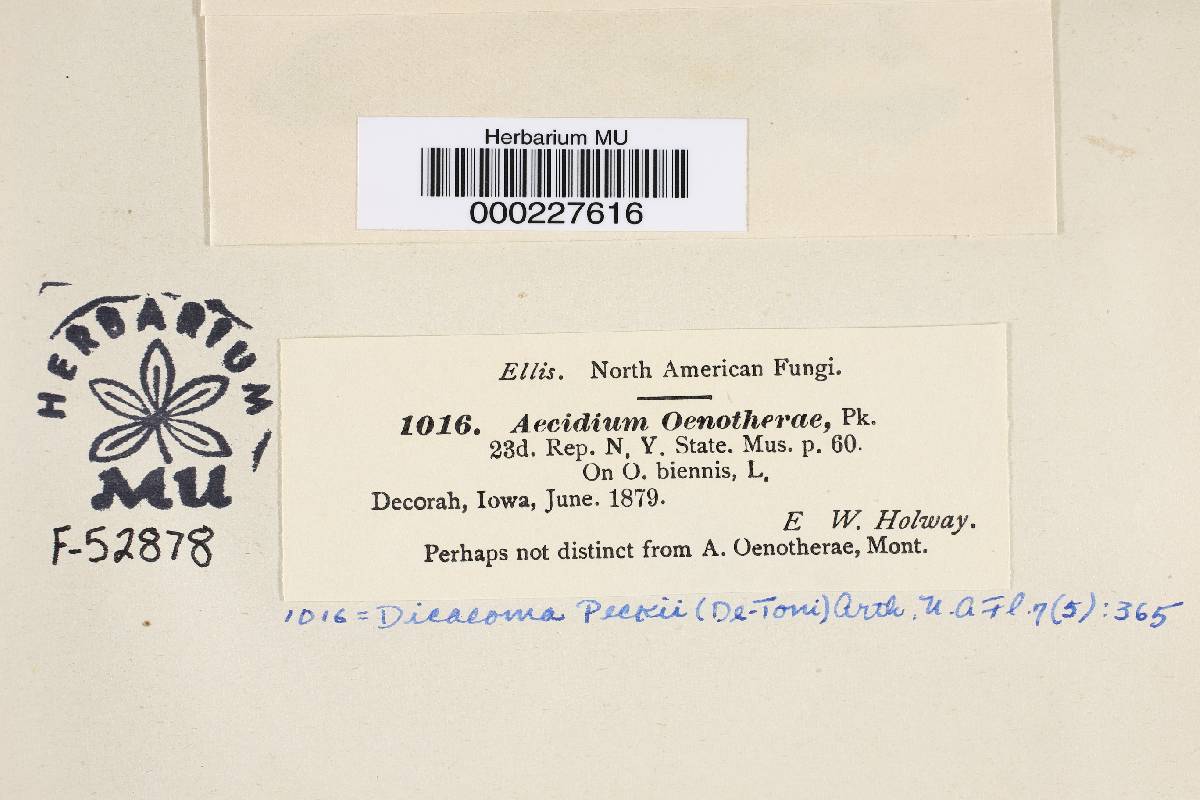 Herbarium MU
000227616
HERBARIUM
MU
F-52878
Ellis. North American Fungi.
1016. Aecidium Oenotherae, Pk.
23d. Rep. N, Y. State. Mus. p. 60.
On O. biennis, L.
Decorah, Iowa, June. 1879.
E W. Holway.
Perhaps not distinct from A. Oenotherae, Mont.
1016 = Dicaeoma Peckii (De-Toni) Arth. N. A Fl. 7(5):365